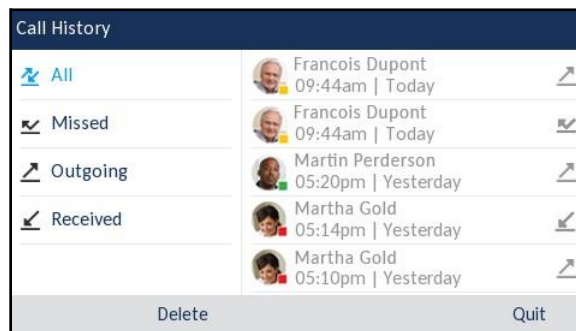 Call History
All
Missed
Outgoing
Received
Francois Dupont
09:44am | Today
Francois Dupont
09:44am | Today
Martin Perderson
05:20pm | Yesterday
Martha Gold
05:14pm | Yesterday
Martha Gold
05:10pm | Yesterday
Delete
Quit